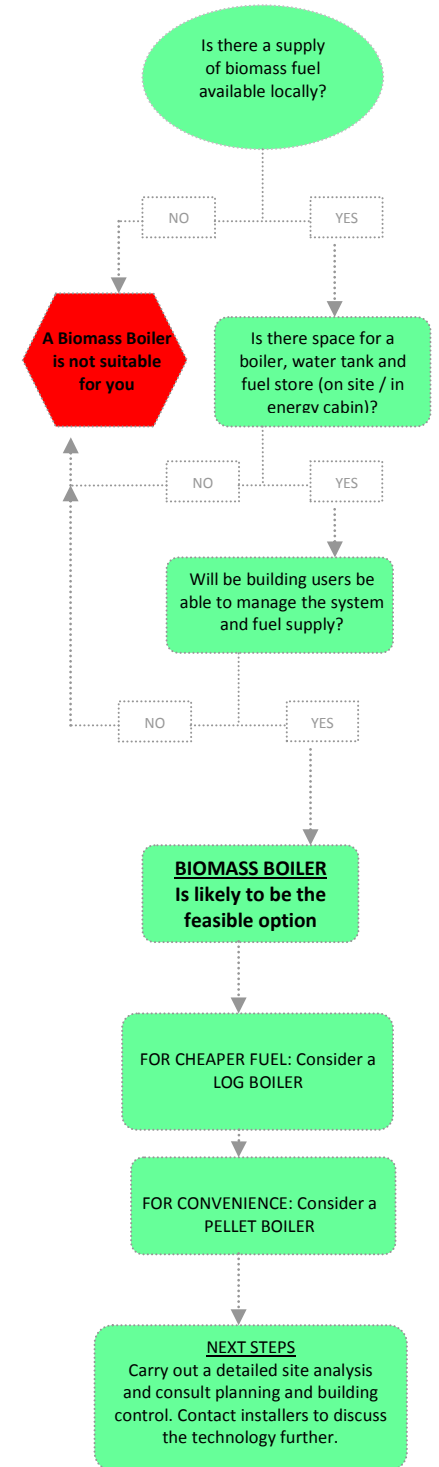 Is there a supply
of biomass fuel
available locally?
NO
YES
A Biomass Boiler
is not suitable
for you
Is there space for a
boiler, water tank and
fuel store (on site / in
energy cabin)?
NO
YES
Will be building users be
able to manage the system
and fuel supply?
NO
YES
BIOMASS BOILER
Is likely to be the
feasible option
FOR CHEAPER FUEL: Consider a
LOG BOILER
FOR CONVENIENCE: Consider a
PELLET BOILER
NEXT STEPS
Carry out a detailed site analysis
and consult planning and building
control. Contact installers to discuss
the technology further.